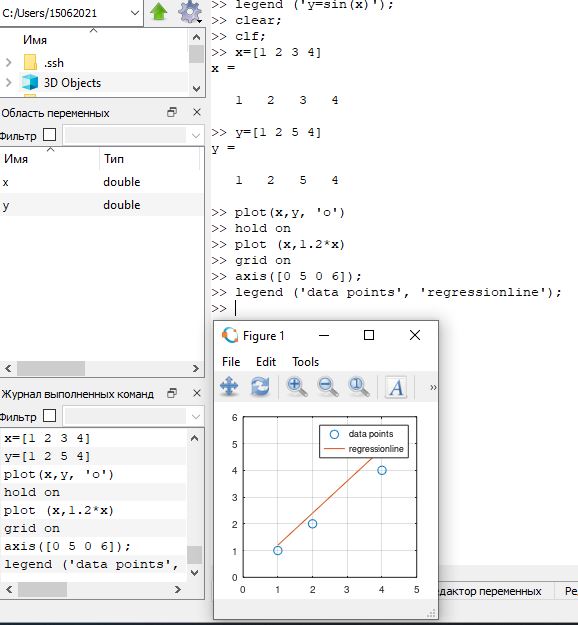 C:/Users/15062021
Имя
.ssh
3D Objects
Область переменных
Фильтр
Имя Тип
x double
y double
Журнал выполненных команд
Фильтр
x=[1 2 3 4]
y=[1 2 5 4]
plot(x,y, 'o')
hold on
plot (x,1.2*x)
grid on
axis([0 5 0 6]);
legend ('data points',
>> legend ('y=sin(x)');
>> clear;
>> clf;
>> x=[1 2 3 4]
x =
1 2 3 4
>> y=[1 2 5 4]
y =
1 2 5 4
>> plot(x,y, 'o')
>> hold on
>> plot (x,1.2*x)
>> grid on
>> axis([0 5 0 6]);
>> legend ('data points', 'regressionline');
>>
Figure 1
File Edit Tools
A »
6
5
4
3
2
1
0
data points
regressionline
0 1 2 3 4 5
дактор переменных Ре